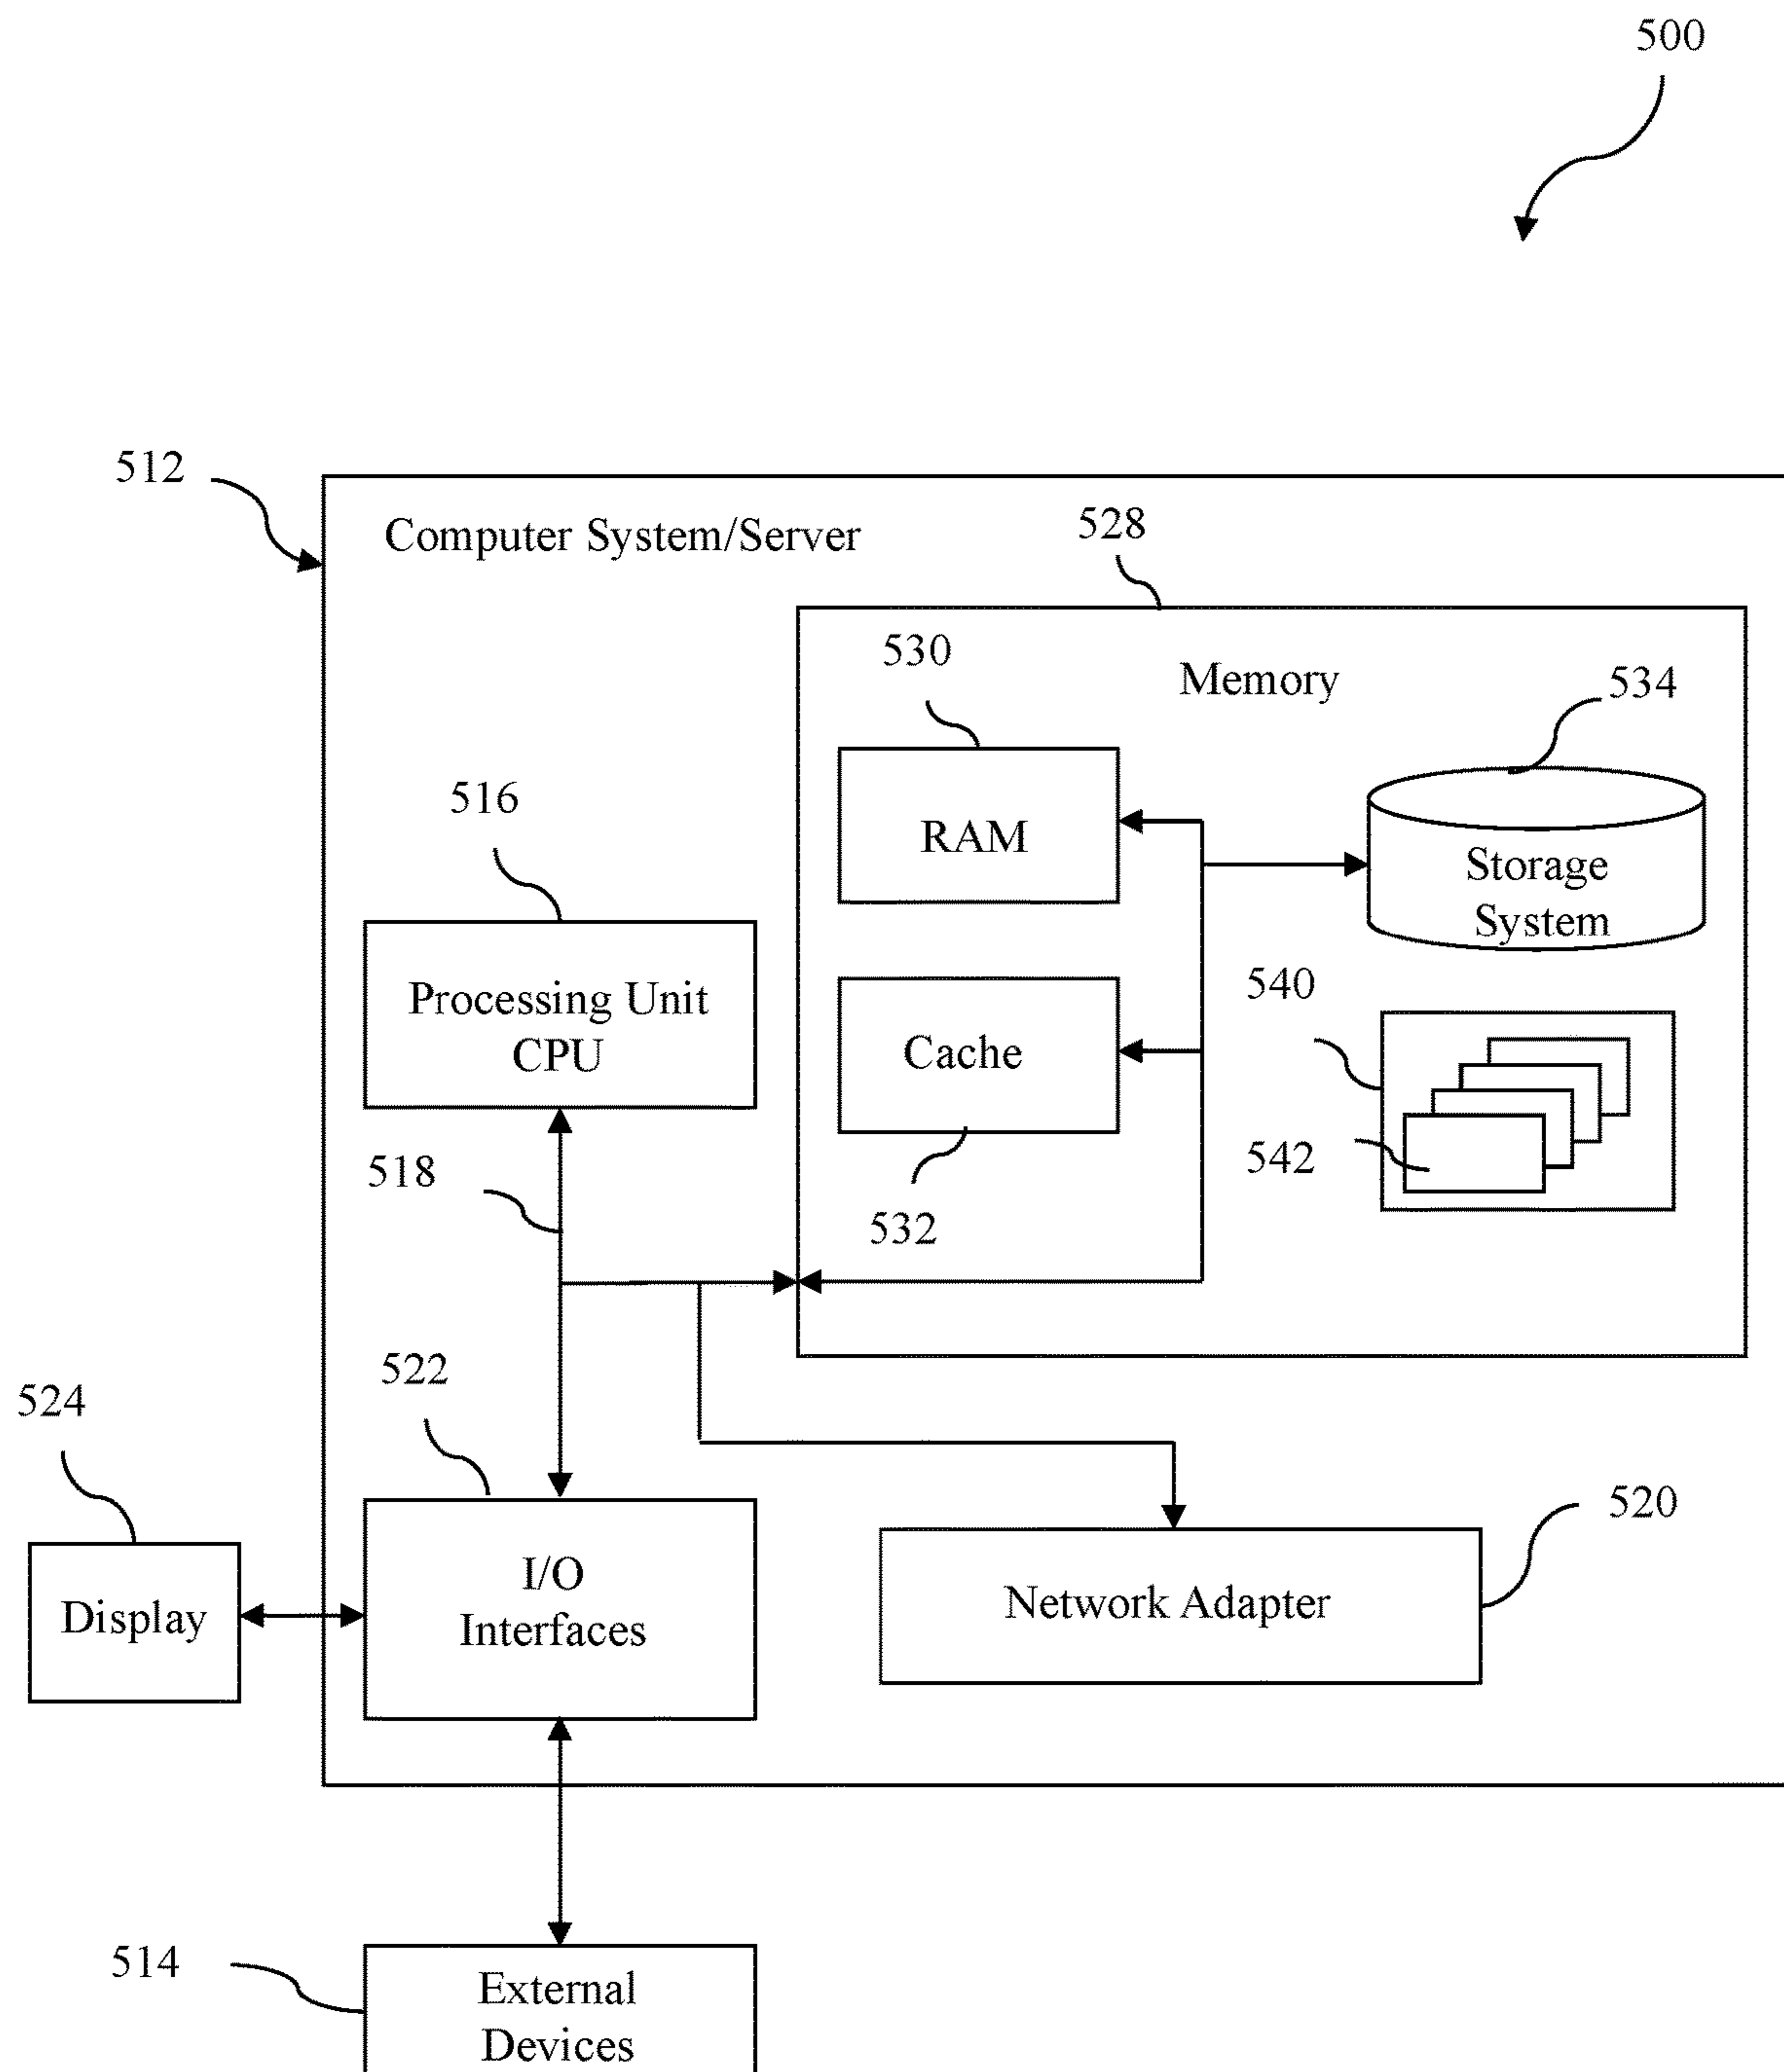 500
512
Computer System/Server
528
530
Memory
534
516
RAM
Storage
System
Processing Unit
CPU
540
Cache
518
542
532
522
524
520
I/O
Interfaces
Display
Network Adapter
514
External
Devices